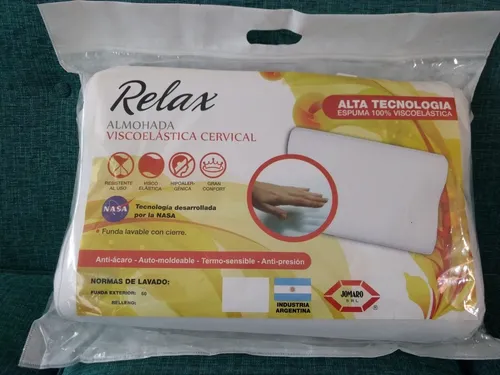 Relax
ALMOHADA
VISCOELÁSTICA CERVICAL
ALTA TECNOLOGIA
ESPUMA 100% VISCOELASTICA
RESISTENTE
AL USO
VISCO
ELÁSTICA
HIPOALER-
GÉNICA
GRAN
CONFORT
NASA
Tecnología desarrollada
por la NASA
• Funda lavable con cierre.
Anti-ácaro - Auto-moldeable - Termo-sensible - Anti-presión
NORMAS DE LAVADO:
FUNDA EXTERIOR:
RELLENO:
INDUSTRIA
ARGENTINA
JOMARO
S.R.L.
®